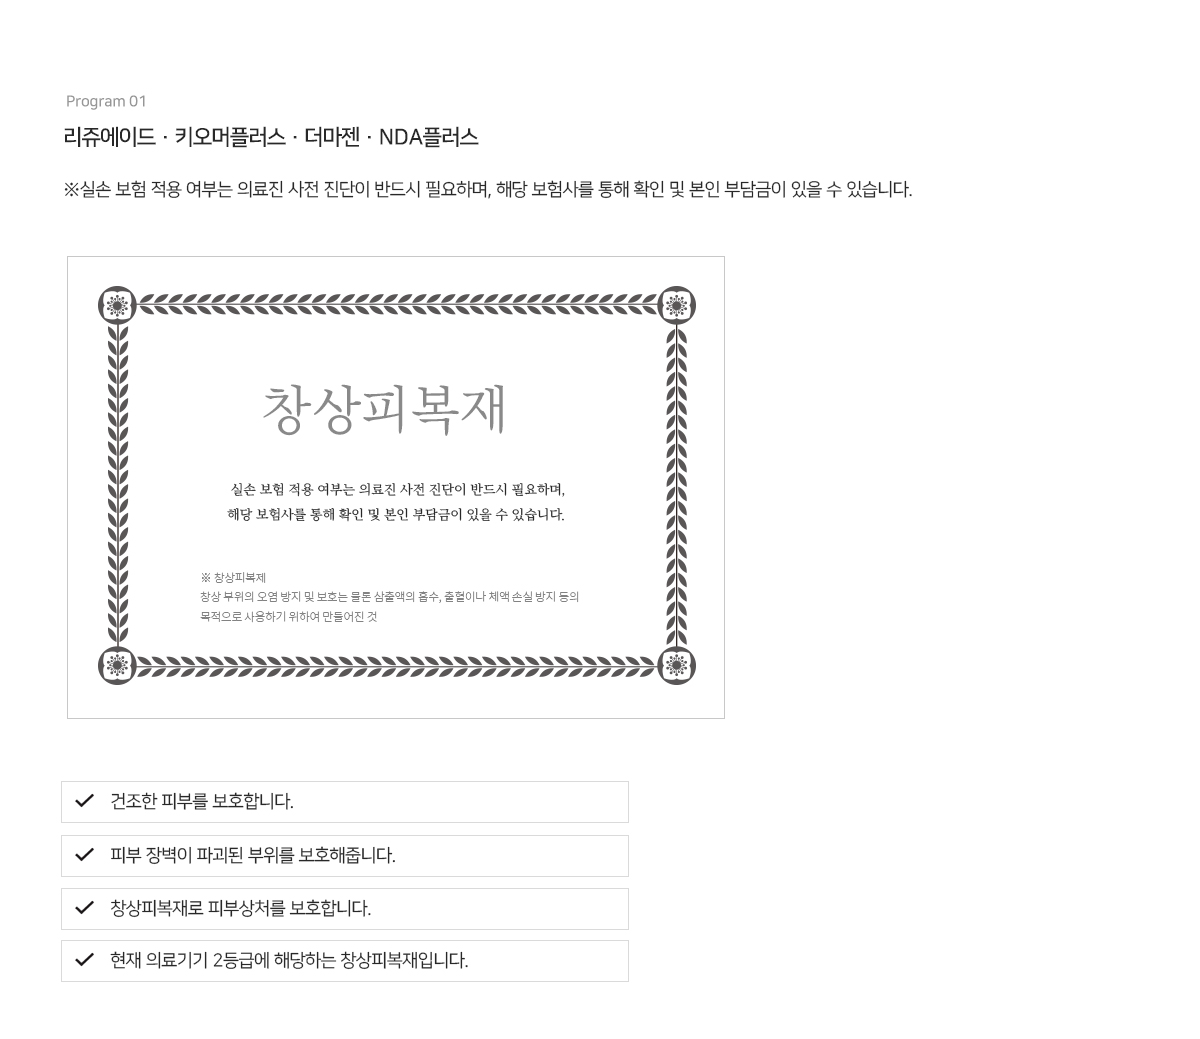 Program 01
리쥬에이드 · 키오머플러스 · 더마젠 · NDA플러스
※실손 보험 적용 여부는 의료진 사전 진단이 반드시 필요하며, 해당 보험사를 통해 확인 및 본인 부담금이 있을 수 있습니다.
창상피복재
실손 보험 적용 여부는 의료진 사전 진단이 반드시 필요하며,
해당 보험사를 통해 확인 및 본인 부담금이 있을 수 있습니다.
※ 창상피복제
창상 부위의 오염 방지 및 보호는 물론 삼출액의 흡수, 출혈이나 체액 손실 방지 등의
목적으로 사용하기 위하여 만들어진 것
건조한 피부를 보호합니다.
피부 장벽이 파괴된 부위를 보호해줍니다.
창상피복재로 피부상처를 보호합니다.
현재 의료기기 2등급에 해당하는 창상피복재입니다.